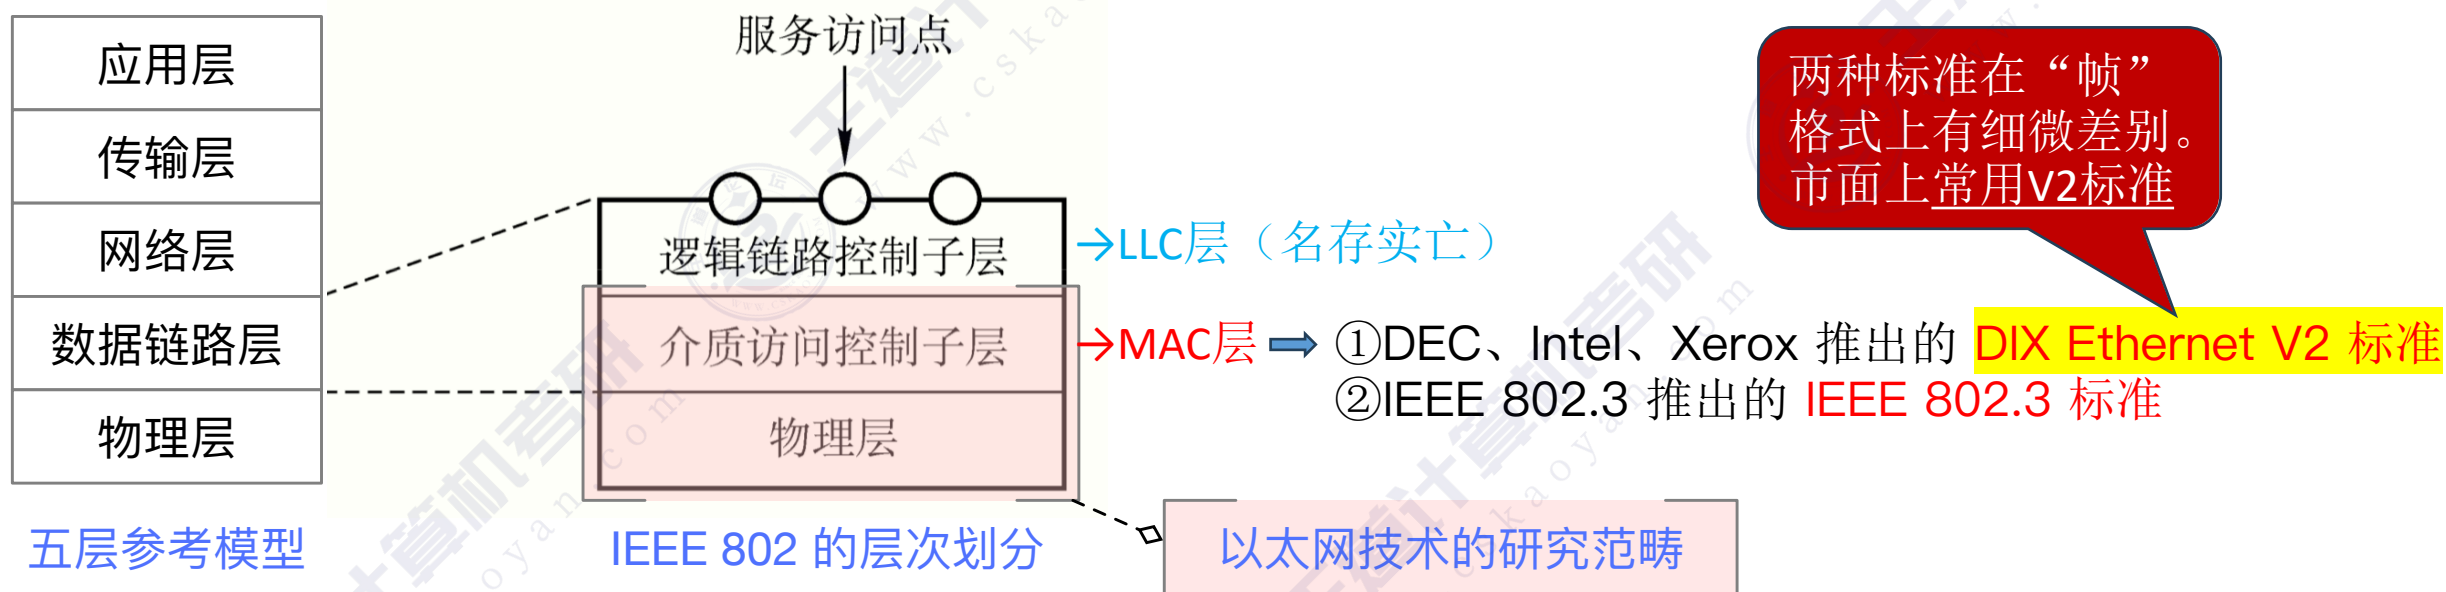 应用层
传输层
网络层
数据链路层
物理层
五层参考模型
服务访问点
逻辑链路控制子层
介质访问控制子层
物理层
IEEE 802 的层次划分
→LLC层（名存实亡）
→MAC层
①DEC、Intel、Xerox 推出的 DIX Ethernet V2 标准
②IEEE 802.3 推出的 IEEE 802.3 标准
两种标准在“帧”
格式上有细微差别。
市面上常用V2标准
以太网技术的研究范畴